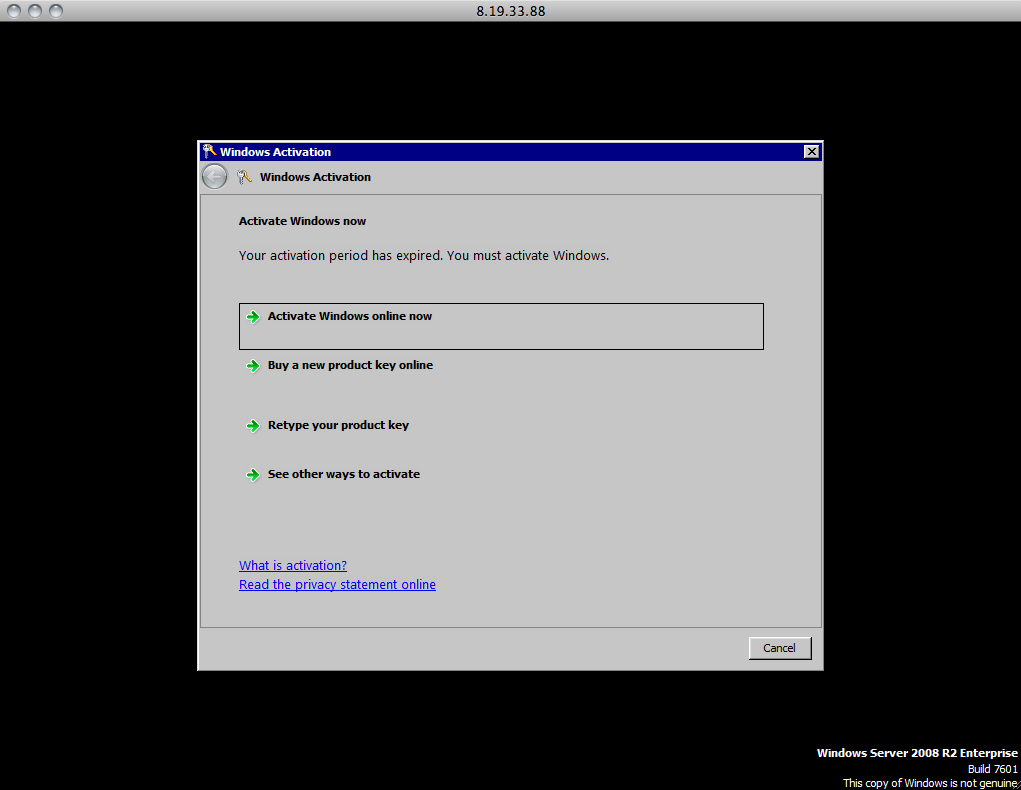 8.19.33.88
Windows Activation
Windows Activation
Activate Windows now
Your activation period has expired. You must activate Windows.
Activate Windows online now
Buy a new product key online
Retype your product key
See other ways to activate
What is activation?
Read the privacy statement online
Cancel
Windows Server 2008 R2 Enterprise
Build 7601
This copy of Windows is not genuine